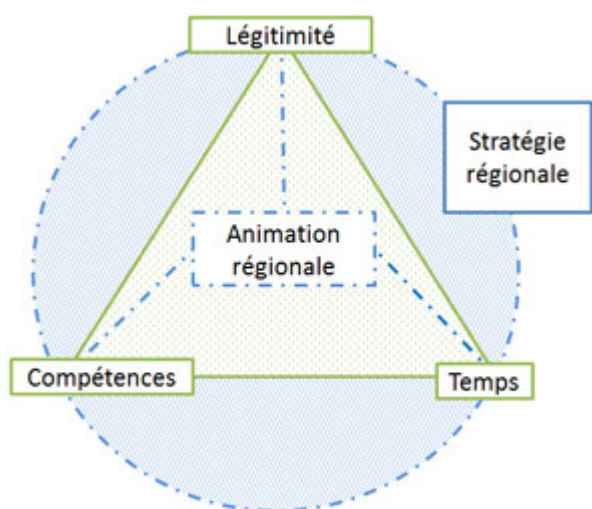 Légitimité
Stratégie
régionale
Animation
régionale
Compétences
Temps